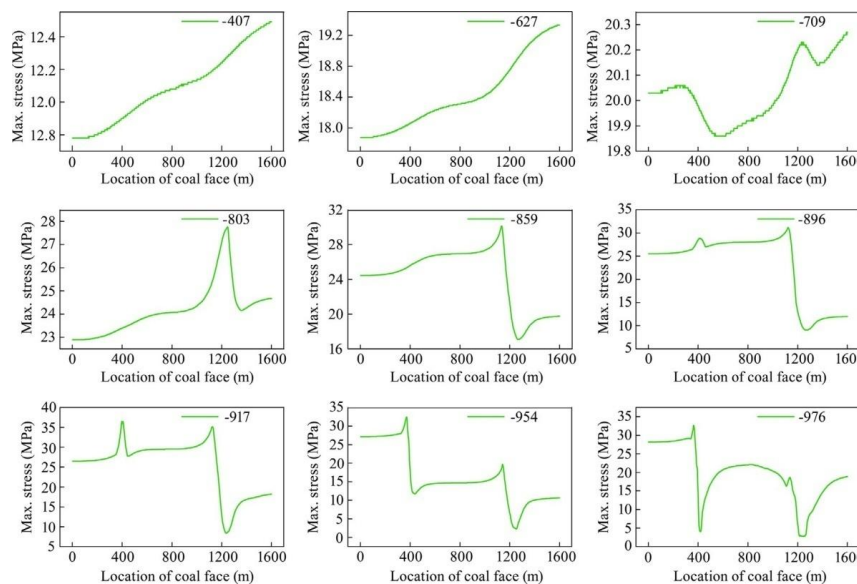 -407
12.4
12.2
12.0
12.8
Max. stress (MPa)
0 400 800 1200 1600
Location of coal face (m)
-627
19.2
18.8
18.4
18.0
Max. stress (MPa)
0 400 800 1200 1600
Location of coal face (m)
-709
20.3
20.2
20.1
20.0
19.9
19.8
Max. stress (MPa)
0 400 800 1200 1600
Location of coal face (m)
-803
28
27
26
25
24
23
Max. stress (MPa)
0 400 800 1200 1600
Location of coal face (m)
-859
32
28
24
20
16
Max. stress (MPa)
0 400 800 1200 1600
Location of coal face (m)
-896
35
30
25
20
15
10
5
Max. stress (MPa)
0 400 800 1200 1600
Location of coal face (m)
-917
40
35
30
25
20
15
10
5
Max. stress (MPa)
0 400 800 1200 1600
Location of coal face (m)
-954
35
30
25
20
15
10
5
0
Max. stress (MPa)
0 400 800 1200 1600
Location of coal face (m)
-976
35
30
25
20
15
10
5
0
Max. stress (MPa)
0 400 800 1200 1600
Location of coal face (m)